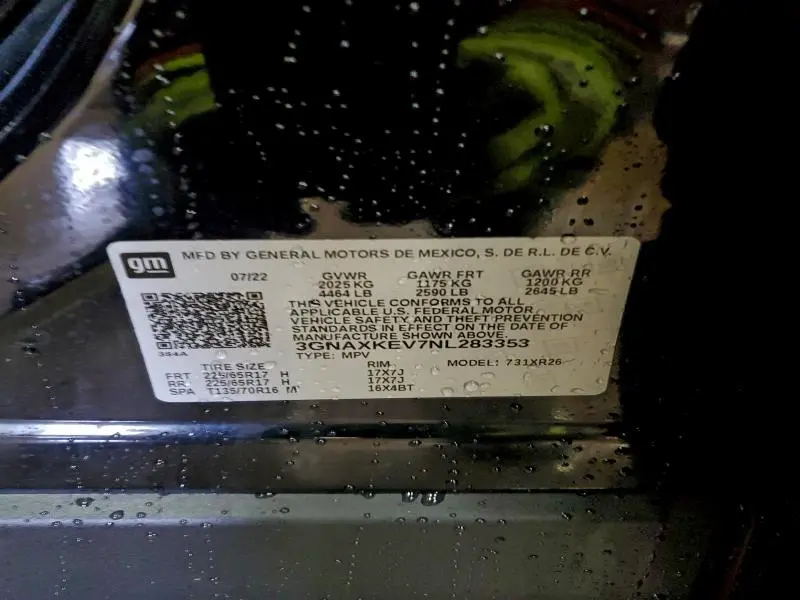 gm MFD BY GENERAL MOTORS DE MEXICO, S. DE R.L. DE C.V.
07/22 GVWR GAWR FRT GAWR RR
2025 KG 1175 KG 1200 KG
4464 LB 2590 LB 2645 LB
THIS VEHICLE CONFORMS TO ALL
APPLICABLE U.S. FEDERAL MOTOR
VEHICLE SAFETY, AND THEFT PREVENTION
STANDARDS IN EFFECT ON THE DATE OF
MANUFACTURE SHOWN ABOVE.
3GNAXKEV7NL283353
TYPE: MPV MODEL: 731XR26
TIRE SIZE RIM
FRT 225/65R17 H 17X7J
RR 225/65R17 H 17X7J
SPA T135/70R16 M 16X4BT